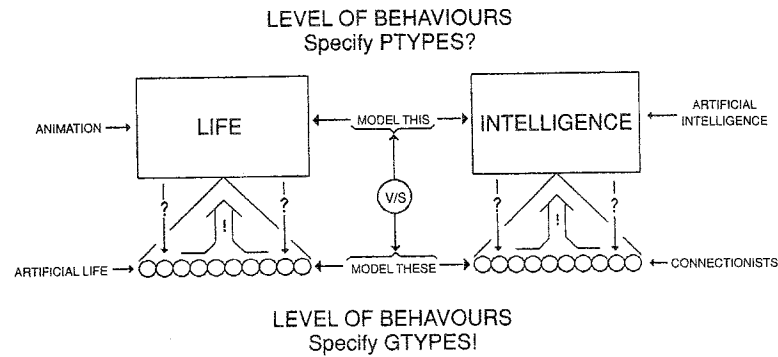 LEVEL OF BEHAVIOURS
Specify PTYPES?
ANIMATION
LIFE
MODEL THIS
INTELLIGENCE
ARTIFICIAL
INTELLIGENCE
?
?
V/S
?
?
!
!
ARTIFICIAL LIFE
MODEL THESE
CONNECTIONISTS
LEVEL OF BEHAVOURS
Specify GTYPES!